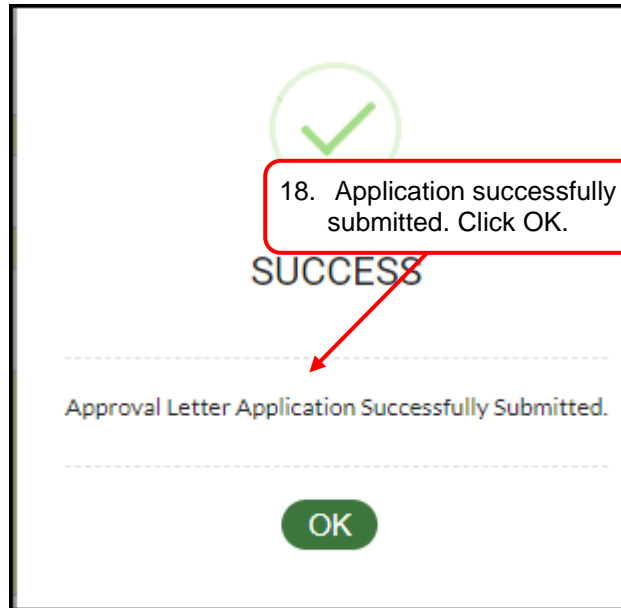 18. Application successfully
submitted. Click OK.
SUCCESS
Approval Letter Application Successfully Submitted.
OK